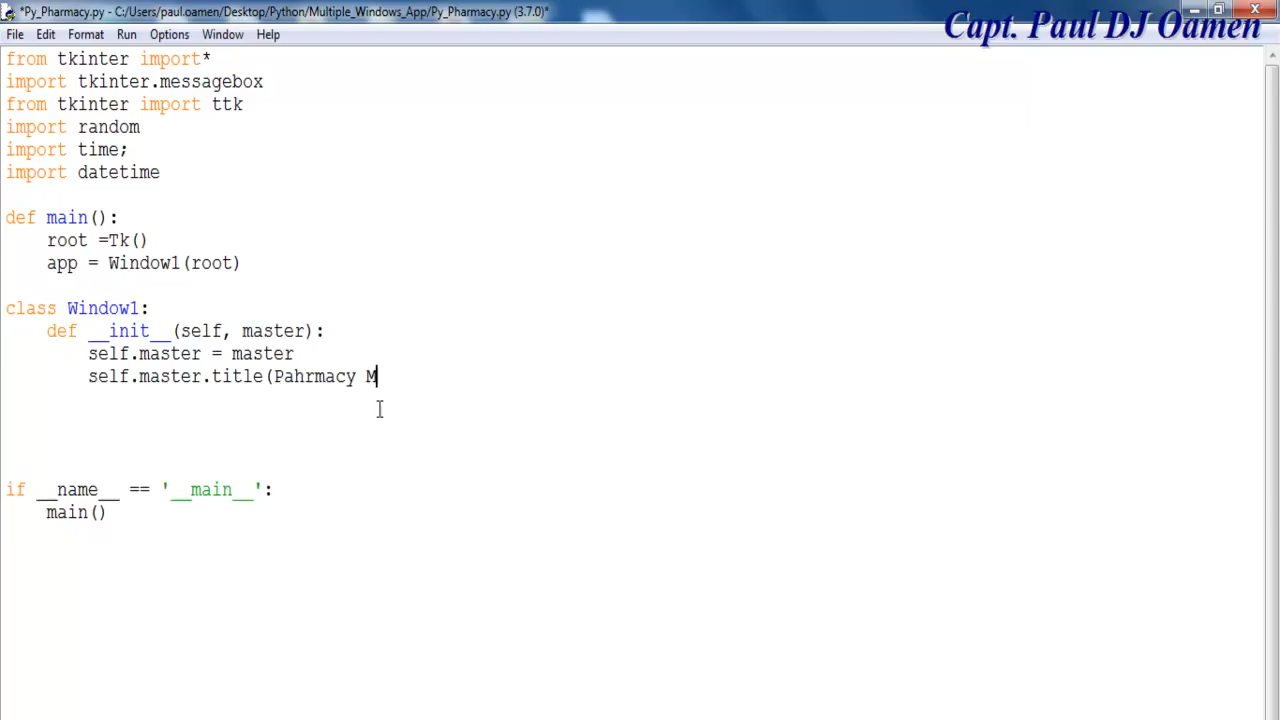 *Py_Pharmacy.py - C:/Users/paul.oamen/Desktop/Python/Multiple_Windows_App/Py_Pharmacy.py (3.7.0)*
Capt. Paul DJ Oamen
File Edit Format Run Options Window Help
from tkinter import*
import tkinter.messagebox
from tkinter import ttk
import random
import time;
import datetime
def main():
    root =Tk()
    app = Window1(root)
class Window1:
    def __init__(self, master):
        self.master = master
        self.master.title(Pahrmacy M
if __name__ == '__main__':
    main()